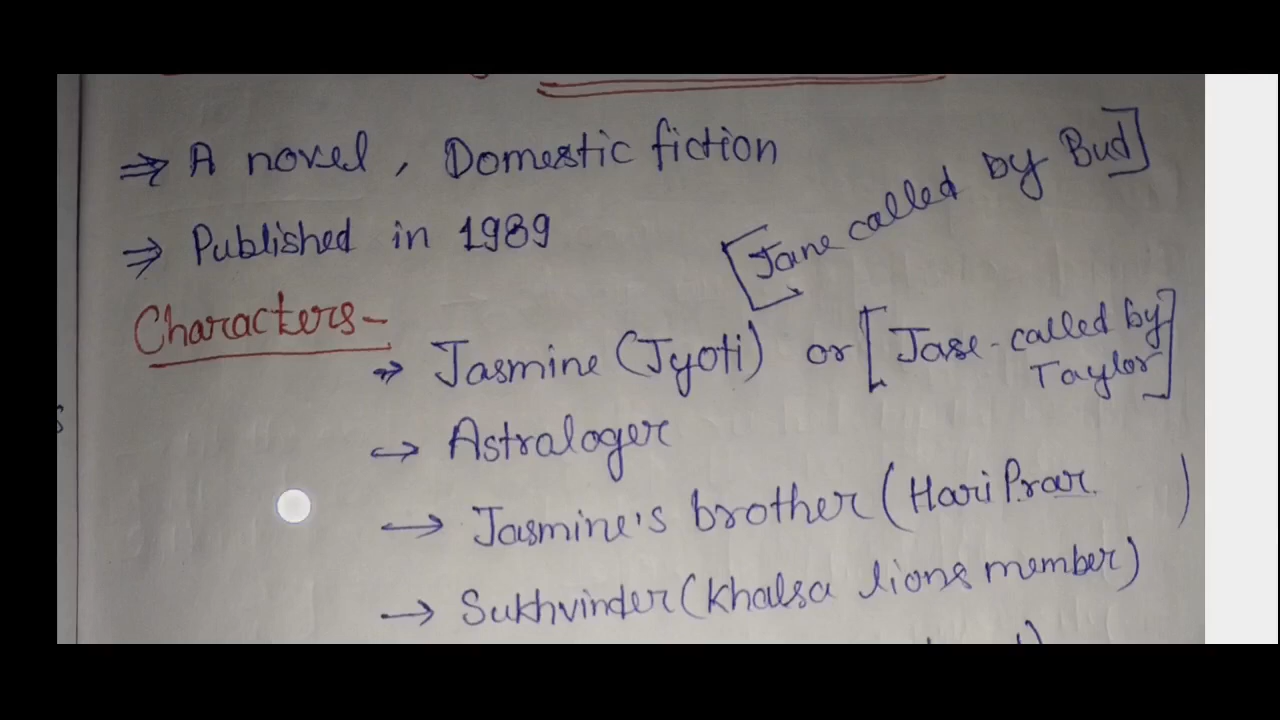 ⇒ A novel, Domestic fiction
⇒ Published in 1989
[Jane called by Bud]
Characters-
→ Jasmine (Jyoti) or [Jase-called by Taylor]
→ Astraloger
→ Jasmine's brother (Hari Prar )
→ Sukhvinder (Khalsa lions member)